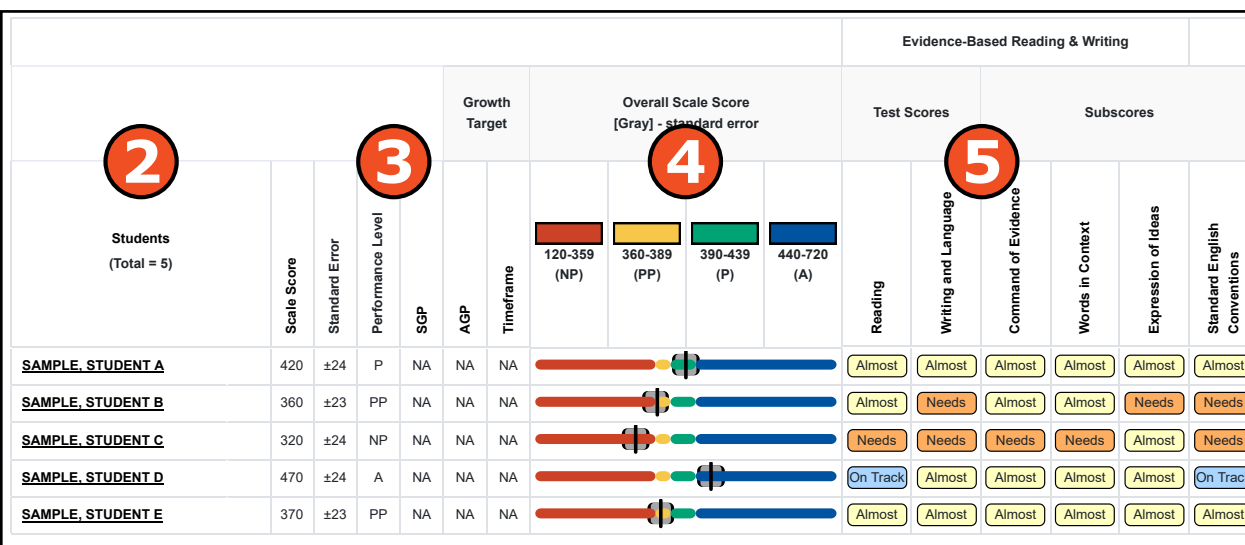 Evidence-Based Reading & Writing
Growth
Target
Overall Scale Score
[Gray] - standard error
Test Scores
Subscores
2
3
4
5
Students
(Total = 5)
Scale Score
Standard Error
Performance Level
SGP
AGP
Timeframe
120-359
(NP)
360-389
(PP)
390-439
(P)
440-720
(A)
Reading
Writing and Language
Command of Evidence
Words in Context
Expression of Ideas
Standard English
Conventions
SAMPLE, STUDENT A 420 ±24 P NA NA NA Almost Almost Almost Almost Almost Almost
SAMPLE, STUDENT B 360 ±23 PP NA NA NA Almost Needs Almost Almost Needs Needs
SAMPLE, STUDENT C 320 ±24 NP NA NA NA Needs Needs Needs Needs Almost Needs
SAMPLE, STUDENT D 470 ±24 A NA NA NA On Track Almost Almost Almost Almost On Trac
SAMPLE, STUDENT E 370 ±23 PP NA NA NA Almost Almost Almost Almost Almost Almost